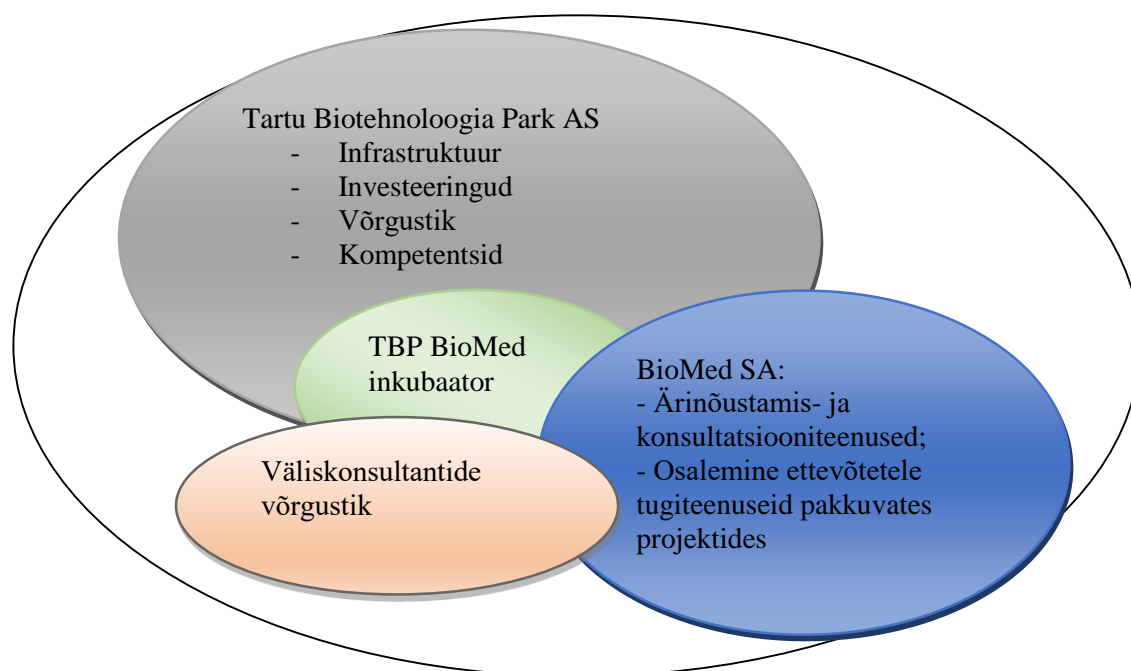 Tartu Biotehnoloogia Park AS
- Infrastruktuur
- Investeeringud
- Võrgustik
- Kompetentsid
TBP BioMed
inkubaator
BioMed SA:
- Ärinõustamis- ja
konsultatsiooniteenused;
- Osalemine ettevõtetele
tugiteenuseid pakkuvates
projektides
Väliskonsultantide
võrgustik